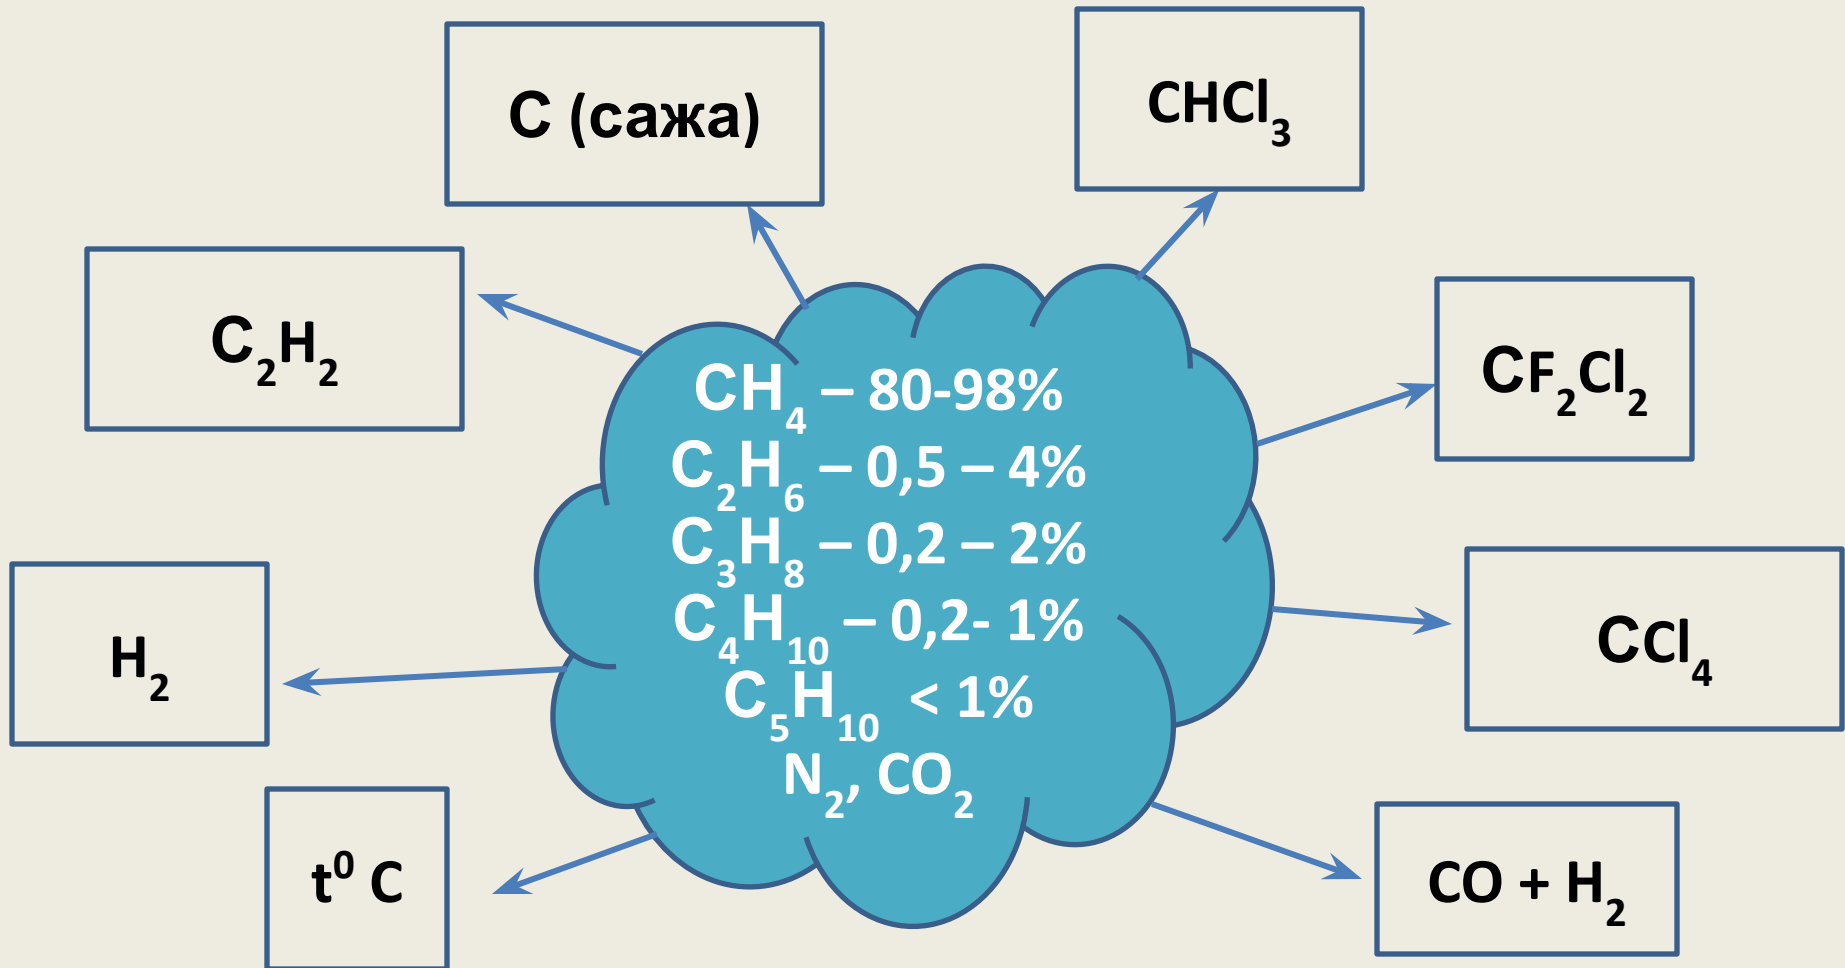 C (сажа)
CHCl₃
C₂H₂
CF₂Cl₂
CH₄ – 80-98%
C₂H₆ – 0,5 – 4%
C₃H₈ – 0,2 – 2%
C₄H₁₀ – 0,2- 1%
C₅H₁₀ < 1%
N₂, CO₂
H₂
CCl₄
t⁰ C
CO + H₂